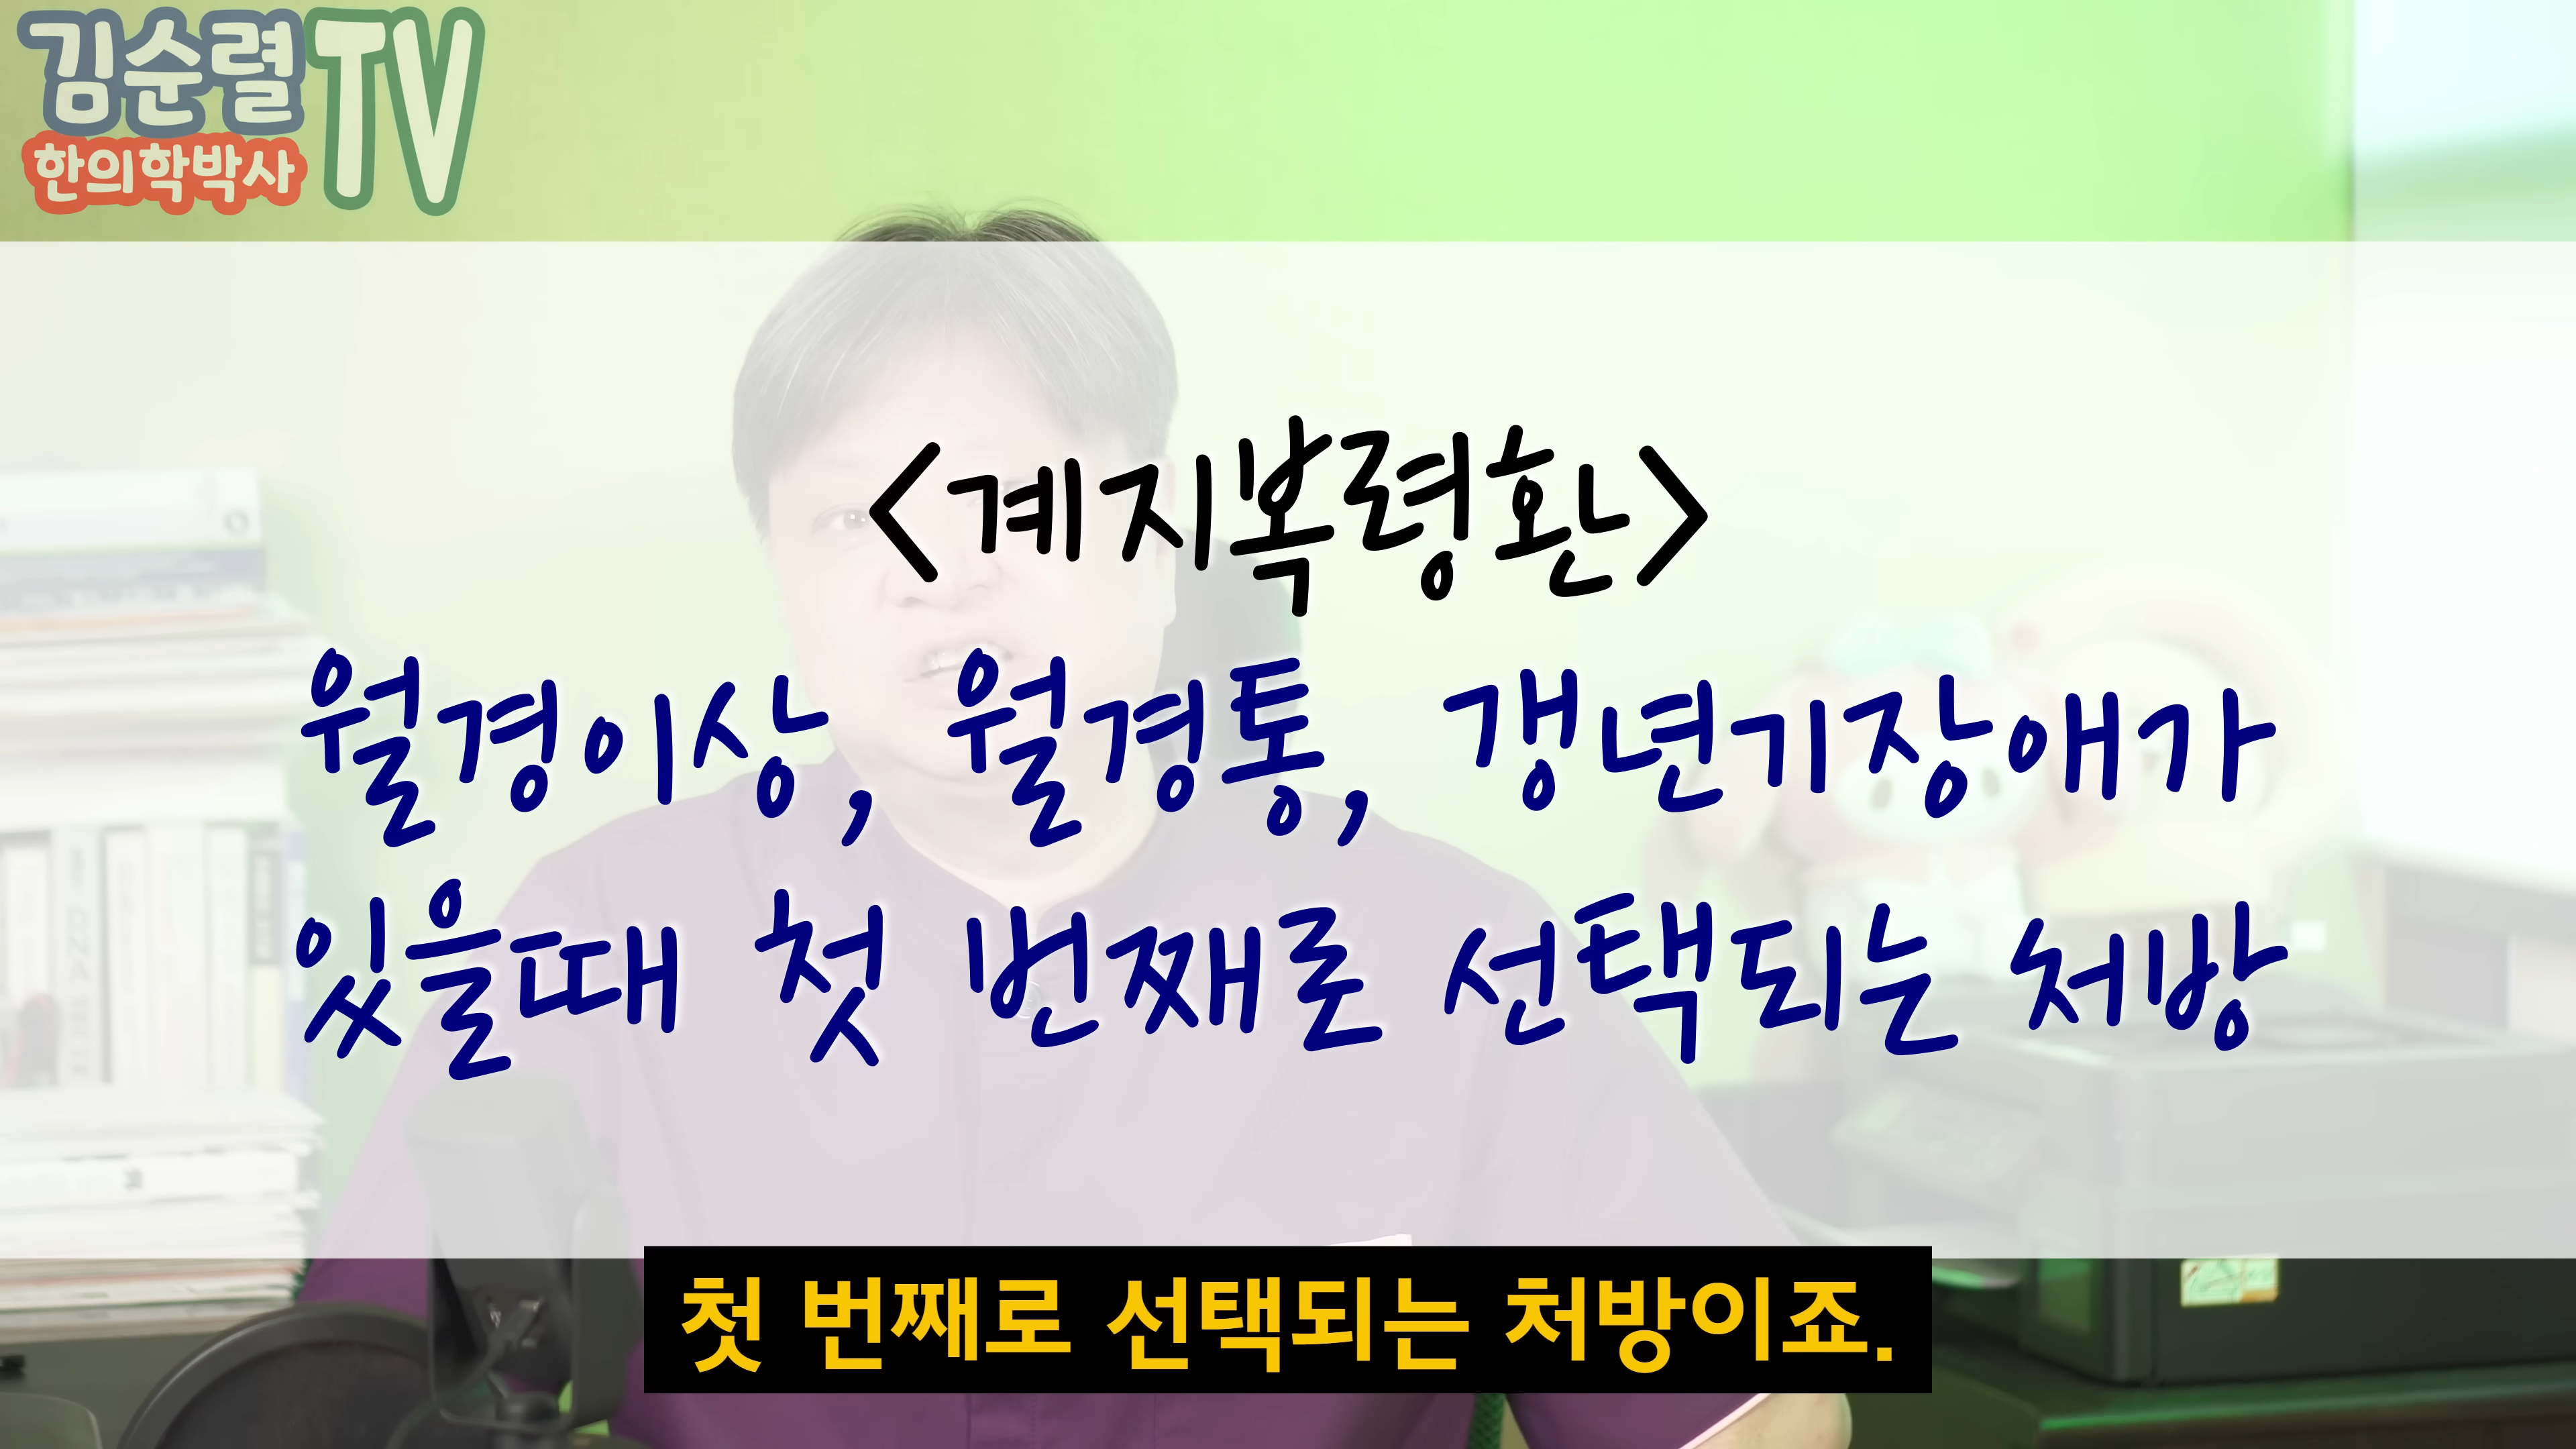 김순렬TV
한의학박사
<계지복령환>
월경이상, 월경통, 갱년기장애가
있을때 첫 번째로 선택되는 처방
첫 번째로 선택되는 처방이죠.